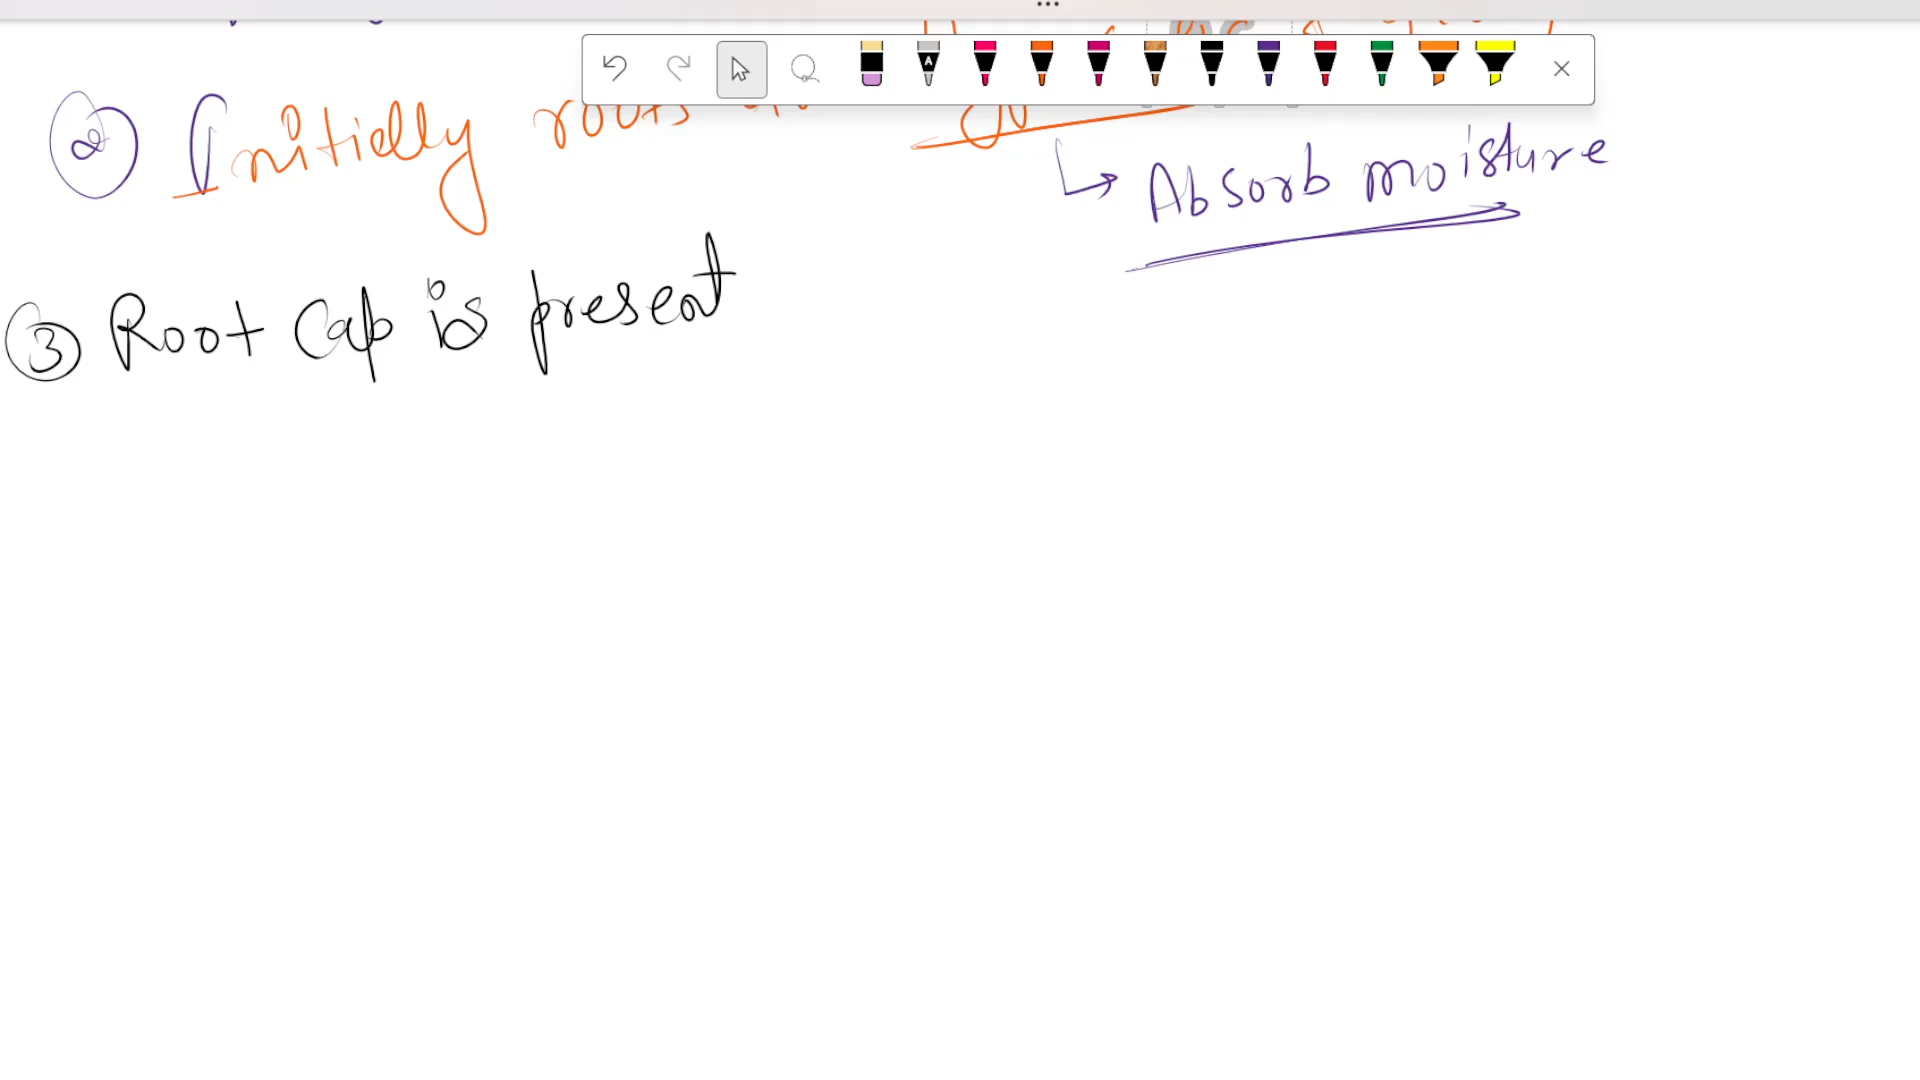 ② Initially roots
↳ Absorb moisture
③ Root Cap is present